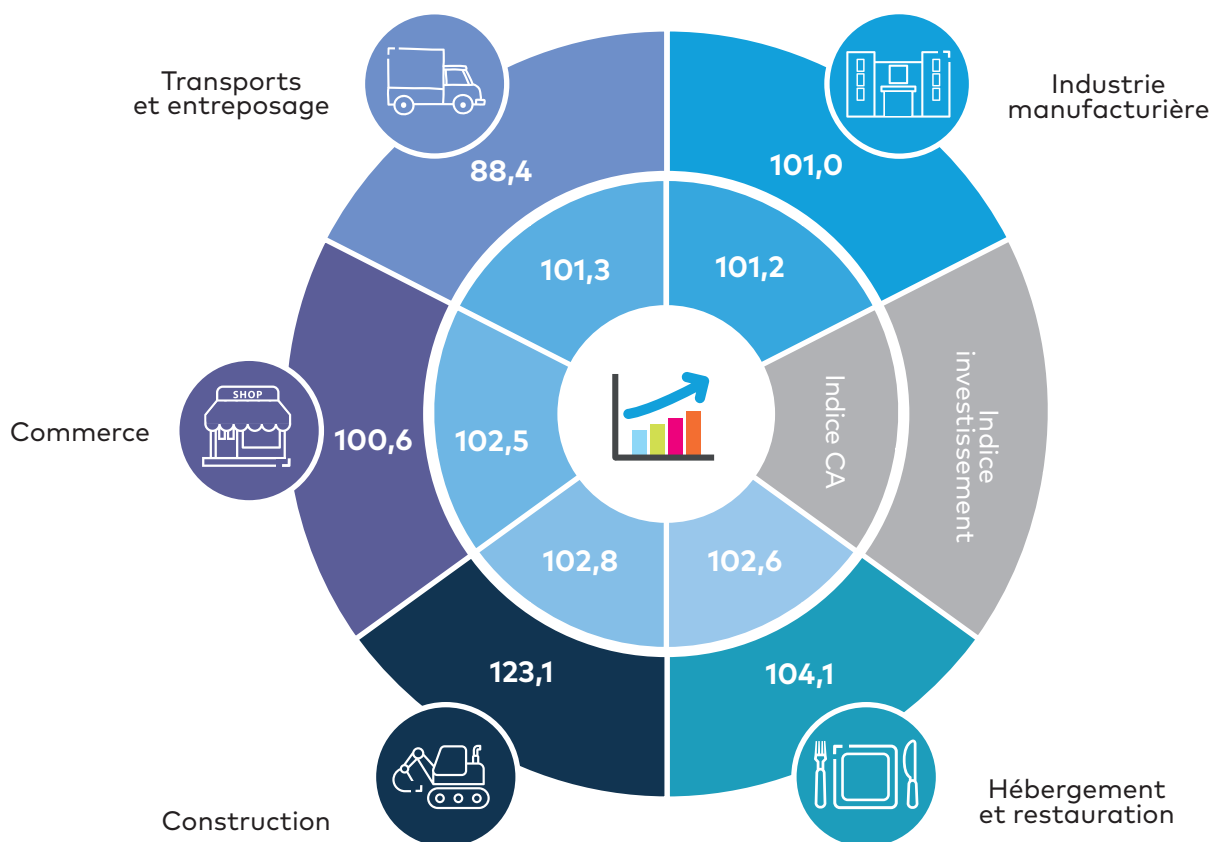 Transports
et entreposage
Industrie
manufacturière
88,4
101,0
101,3
101,2
Indice
investissement
Indice CA
SHOP
Commerce
100,6
102,5
102,8
102,6
123,1
104,1
Construction
Hébergement
et restauration